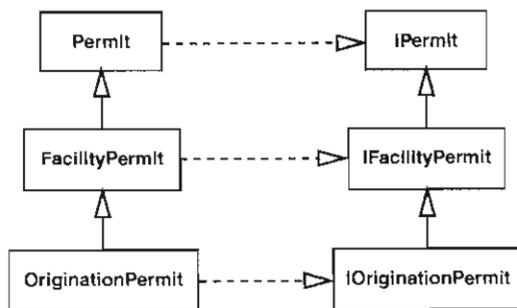 Permit
IPermit
FacilityPermit
IFacilityPermit
OriginationPermit
IOriginationPermit